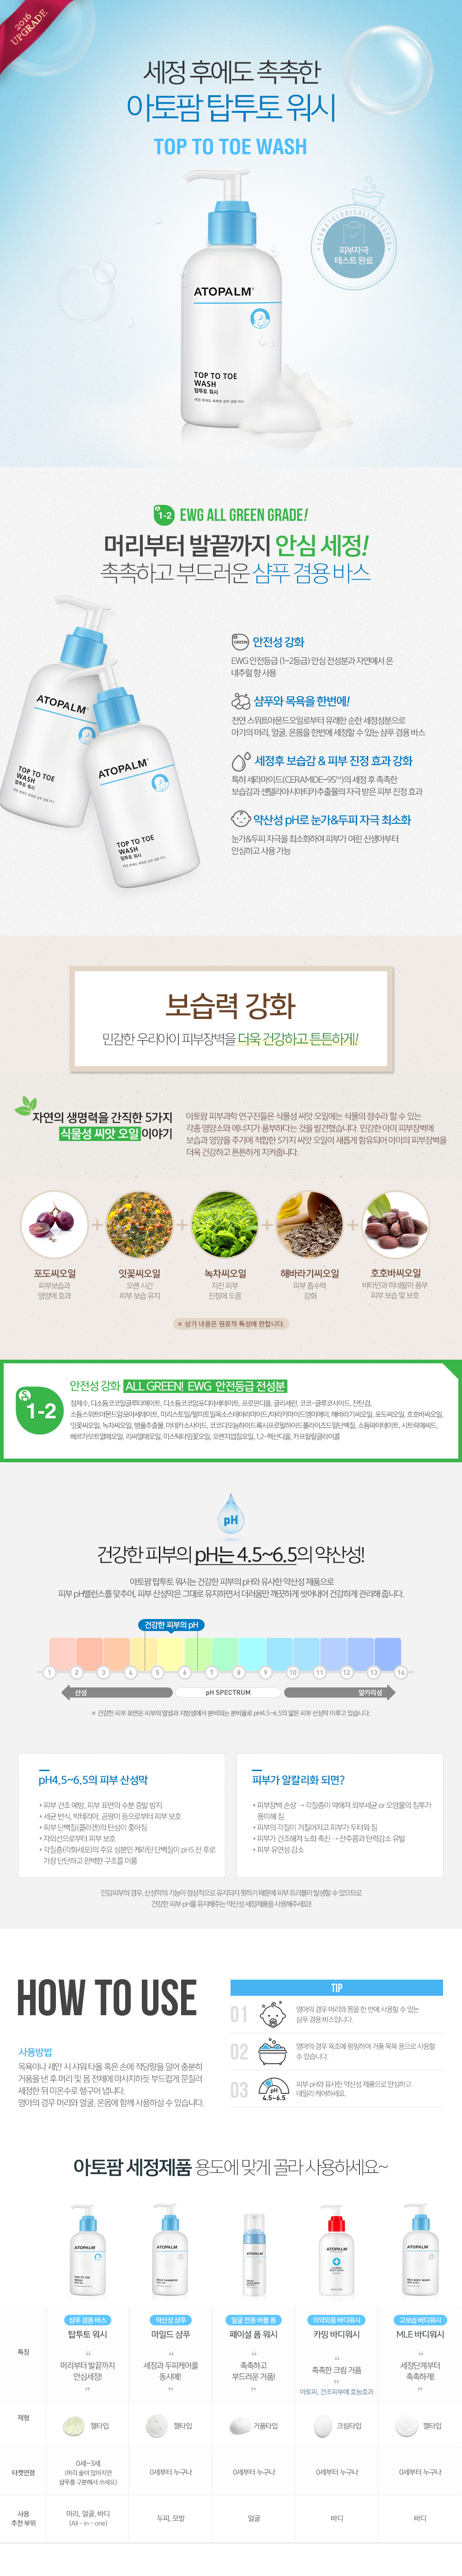 2016
UPGRADE
세정 후에도 촉촉한
아토팜 탑투토 워시
TOP TO TOE WASH
피부자극
테스트 완료
ATOPALM
TOP TO TOE
WASH
탑투토 워시
1-2 EWG ALL GREEN GRADE!
머리부터 발끝까지 안심 세정!
촉촉하고 부드러운 샴푸 겸용 바스
ATOPALM
TOP TO TOE
WASH
탑투토 워시
ATOPALM
TOP TO TOE
WASH
탑투토 워시
GREEN 안전성 강화
EWG 안전등급 (1~2등급) 안심 전성분과 자연에서 온
내추럴 향 사용
샴푸와 목욕을 한번에!
천연 스위트아몬드오일로부터 유래한 순한 세정성분으로
아기의 머리, 얼굴, 온몸을 한번에 세정할 수 있는 샴푸 겸용 바스
세정후 보습감 & 피부 진정 효과 강화
특허 세라마이드(CERAMIDE-9S™)의 세정 후 촉촉한
보습감과 센텔라아시아티카추출물의 자극 받은 피부 진정 효과
약산성 pH로 눈가&두피 자극 최소화
눈가&두피 자극을 최소화하여 피부가 여린 신생아부터
안심하고 사용 가능
보습력 강화
민감한 우리아이 피부장벽을 더욱 건강하고 튼튼하게!
자연의 생명력을 간직한 5가지
식물성 씨앗 오일 이야기
아토팜 피부과학 연구진들은 식물성 씨앗 오일에는 식물의 정수라 할 수 있는
각종 영양소와 에너지가 풍부하다는 것을 발견했습니다. 민감한 아이 피부장벽에
보습과 영양을 주기에 적합한 5가지 씨앗 오일이 새롭게 함유되어 아이의 피부장벽을
더욱 건강하고 튼튼하게 지켜줍니다.
포도씨오일
피부보습과
영양에 효과
잇꽃씨오일
오랜 시간
피부 보습 유지
녹차씨오일
지친 피부
진정에 도움
해바라기씨오일
피부 흡수력
강화
호호바씨오일
비타민과 미네랄이 풍부
피부 보습 및 보호
※ 상기 내용은 원료적 특성에 한합니다.
1-2
안전성 강화 ALL GREEN! EWG 안전등급 전성분
정제수, 디소듐코코일글루타메이트, 디소듐코코암포디아세테이트, 프로판디올, 글리세린, 코코-글루코사이드, 잔탄검,
소듐스위트아몬드암포아세테이트, 미리스토일/팔미토일옥소스테아라마이드/아라카마이드엠이에이, 해바라기씨오일, 포도씨오일, 호호바씨오일,
잇꽃씨오일, 녹차씨오일, 병풀추출물, 마데카소사이드, 코코디모늄하이드록시프로필하이드롤라이즈드밀단백질, 소듐파이테이트, 시트릭애씨드,
베르가모트열매오일, 리씨열매오일, 미스틱타임꽃오일, 오렌지껍질오일, 1,2-헥산디올, 카프릴릴글라이콜
pH
건강한 피부의 pH는 4.5~6.5의 약산성!
아토팜 탑투토 워시는 건강한 피부의 pH와 유사한 약산성 제품으로
피부 pH밸런스를 맞추어, 피부 산성막은 그대로 유지하면서 더러움만 깨끗하게 씻어내어 건강하게 관리해 줍니다.
건강한 피부의 pH
1 2 3 4 5 6 7 8 9 10 11 12 13 14
산성
pH SPECTRUM
알카리성
※ 건강한 피부 표면은 피부의 땀샘과 지방샘에서 분비되는 분비물로 pH4.5~6.5의 얇은 피부 산성막 이루고 있습니다.
pH4.5~6.5의 피부 산성막
+ 피부 건조 예방, 피부 표면의 수분 증발 방지
+ 세균 번식, 박테리아, 곰팡이 등으로부터 피부 보호
+ 피부 단백질(콜라겐)의 탄성이 좋아짐
+ 자외선으로부터 피부 보호
+ 각질층(각화세포)의 주요 성분인 케라틴 단백질이 pH5 전 후로
가장 단단하고 완벽한 구조를 이룸
피부가 알칼리화 되면?
+ 피부장벽 손상 → 각질층이 약해져 외부세균 or 오염물의 침투가
용이해 짐
+ 피부의 각질이 거칠어지고 피부가 두터워 짐
+ 피부가 건조해져 노화 촉진 → 잔주름과 탄력감소 유발
+ 피부 유연성 감소
민감피부의 경우, 산성막의 기능이 정상적으로 유지되지 못하기 때문에 피부 트러블이 발생할 수 있으므로
건강한 피부 pH를 유지해주는 약산성 세정제품을 사용해주세요!
HOW TO USE
사용방법
목욕이나 세안 시 샤워 타올 혹은 손에 적당량을 덜어 충분히
거품을 낸 후 머리 및 몸 전체에 마사지하듯 부드럽게 문질러
세정한 뒤 미온수로 헹구어 냅니다.
영아의 경우 머리와 얼굴, 온몸에 함께 사용하실 수 있습니다.
TIP
01 영아의 경우 머리와 몸을 한 번에 사용할 수 있는
샴푸 겸용 바스입니다.
02 영아의 경우 욕조에 펌핑하여 거품 목욕 용으로 사용할
수 있습니다.
03 피부 pH와 유사한 약산성 제품으로 안심하고
데일리 케어하세요.
pH
4.5~6.5
아토팜 세정제품 용도에 맞게 골라 사용하세요~
ATOPALM
ATOPALM
ATOPALM
ATOPALM
ATOPALM
특징
샴푸 겸용 바스
탑투토 워시
“
머리부터 발끝까지
안심세정!
”
약산성 샴푸
마일드 샴푸
“
세정과 두피케어를
동시에!
”
얼굴 전용 버블 폼
페이셜 폼 워시
“
촉촉하고
부드러운 거품!
”
의약외품 바디워시
카밍 바디워시
“
촉촉한 크림 거품
”
아토피, 건조피부에 효능효과
고보습 바디워시
MLE 바디워시
“
세정단계부터
촉촉하게!
”
제형
젤타입
젤타입
거품타입
크림타입
젤타입
타켓연령
0세~3세
(머리 숱이 많아지면
샴푸를 구분해서 쓰세요)
0세부터 누구나
0세부터 누구나
0세부터 누구나
0세부터 누구나
사용
추천 부위
머리, 얼굴, 바디
(All - in - one)
두피, 모발
얼굴
바디
바디